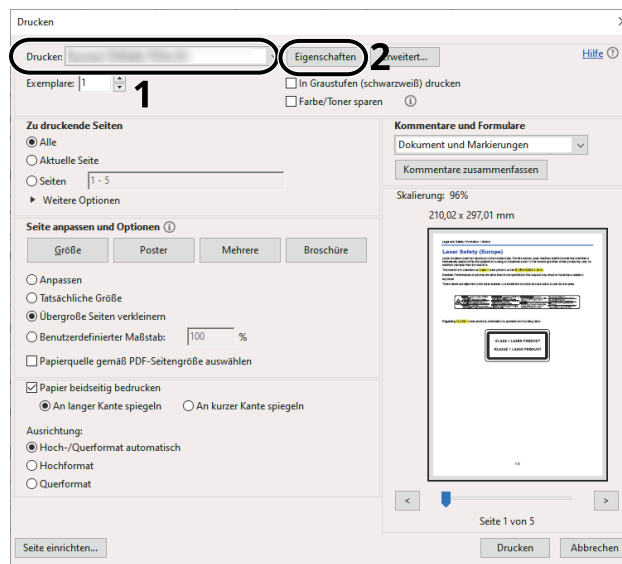 Drucken
Drucker:
Eigenschaften
2
Erweitert...
Hilfe
Exemplare: 1
1
In Graustufen (schwarzweiß) drucken
Farbe/Toner sparen
Zu druckende Seiten
Alle
Aktuelle Seite
Seiten 1 - 5
Weitere Optionen
Kommentare und Formulare
Dokument und Markierungen
Kommentare zusammenfassen
Skalierung: 96%
210,02 x 297,01 mm
Seite anpassen und Optionen
Größe Poster Mehrere Broschüre
Anpassen
Tatsächliche Größe
Übergroße Seiten verkleinern
Benutzerdefinierter Maßstab: 100 %
Papierquelle gemäß PDF-Seitengröße auswählen
Papier beidseitig bedrucken
An langer Kante spiegeln An kurzer Kante spiegeln
Ausrichtung:
Hoch-/Querformat automatisch
Hochformat
Querformat
Laser Safety (Europe)
CLASS 1 LASER PRODUCT
KLASSE 1 LASER PRODUKT
< >
Seite 1 von 5
Seite einrichten...
Drucken
Abbrechen